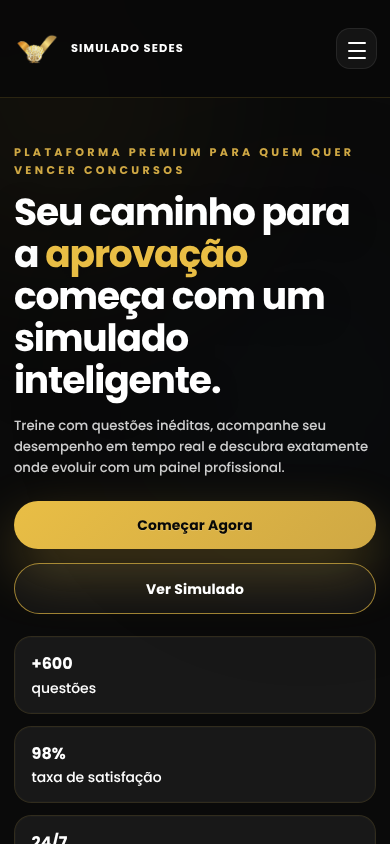 SIMULADO SEDES
PLATAFORMA PREMIUM PARA QUEM QUER
VENCER CONCURSOS
Seu caminho para
a aprovação
começa com um
simulado
inteligente.
Treine com questões inéditas, acompanhe seu
desempenho em tempo real e descubra exatamente
onde evoluir com um painel profissional.
Começar Agora
Ver Simulado
+600
questões
98%
taxa de satisfação
24/7